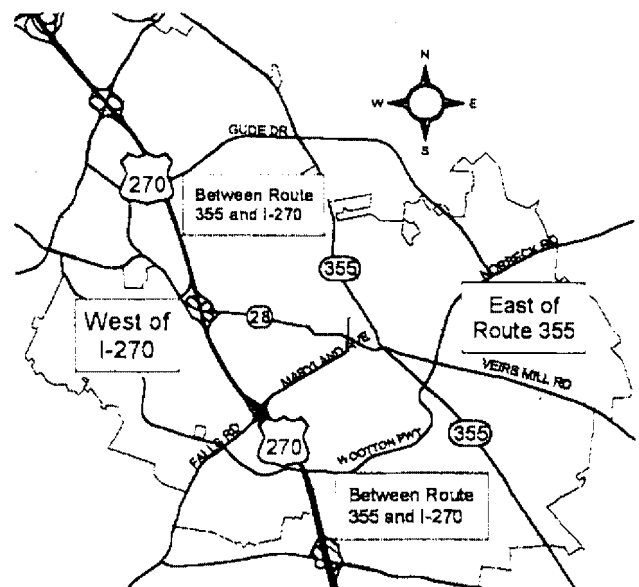 N
W E
S
GUDE DR
270
Between Route
355 and I-270
355
NORBECK RD
West of
I-270
28
East of
Route 355
MARYLAND AVE
VEIRS MILL RD
FALLS RD
270
WOOTTON PWY
355
Between Route
355 and I-270